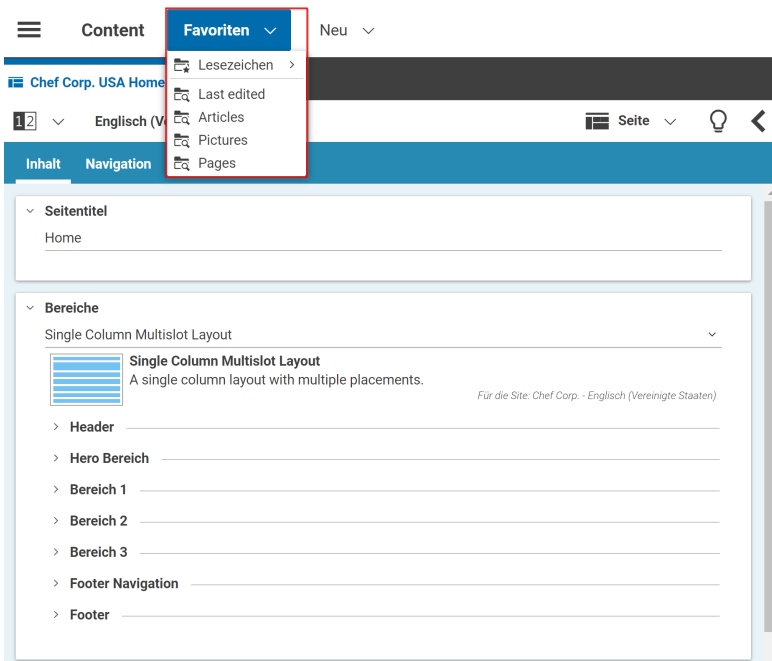 Content Favoriten Neu
Lesezeichen
Chef Corp. USA Home
Last edited
Articles
12 Englisch (V Seite
Pictures
Inhalt Navigation Pages
Seitentitel
Home
Bereiche
Single Column Multislot Layout
Single Column Multislot Layout
A single column layout with multiple placements.
Für die Site: Chef Corp. - Englisch (Vereinigte Staaten)
Header
Hero Bereich
Bereich 1
Bereich 2
Bereich 3
Footer Navigation
Footer